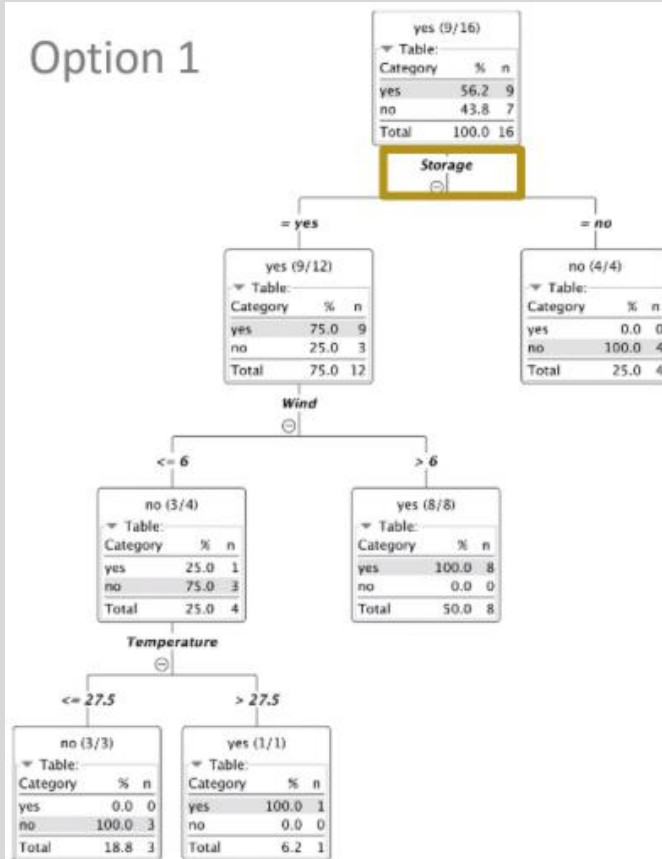 Option 1
yes (9/16)
Table:
Category % n
yes 56.2 9
no 43.8 7
Total 100.0 16
Storage
= yes
= no
yes (9/12)
Table:
Category % n
yes 75.0 9
no 25.0 3
Total 75.0 12
no (4/4)
Table:
Category % n
yes 0.0 0
no 100.0 4
Total 25.0 4
Wind
<= 6
> 6
no (3/4)
Table:
Category % n
yes 25.0 1
no 75.0 3
Total 25.0 4
yes (8/8)
Table:
Category % n
yes 100.0 8
no 0.0 0
Total 50.0 8
Temperature
<= 27.5
> 27.5
no (3/3)
Table:
Category % n
yes 0.0 0
no 100.0 3
Total 18.8 3
yes (1/1)
Table:
Category % n
yes 100.0 1
no 0.0 0
Total 6.2 1